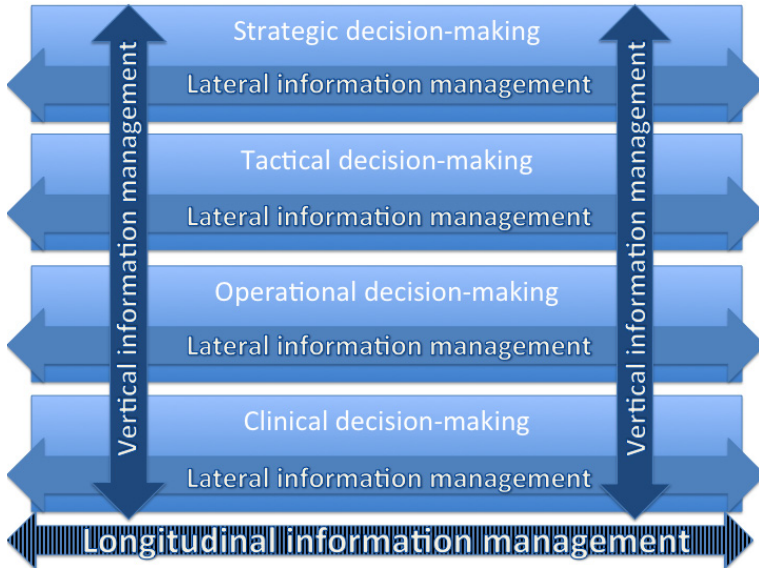 Strategic decision-making
Lateral information management
Tactical decision-making
Lateral information management
Operational decision-making
Lateral information management
Clinical decision-making
Lateral information management
Vertical information management
Vertical information management
Longitudinal information management